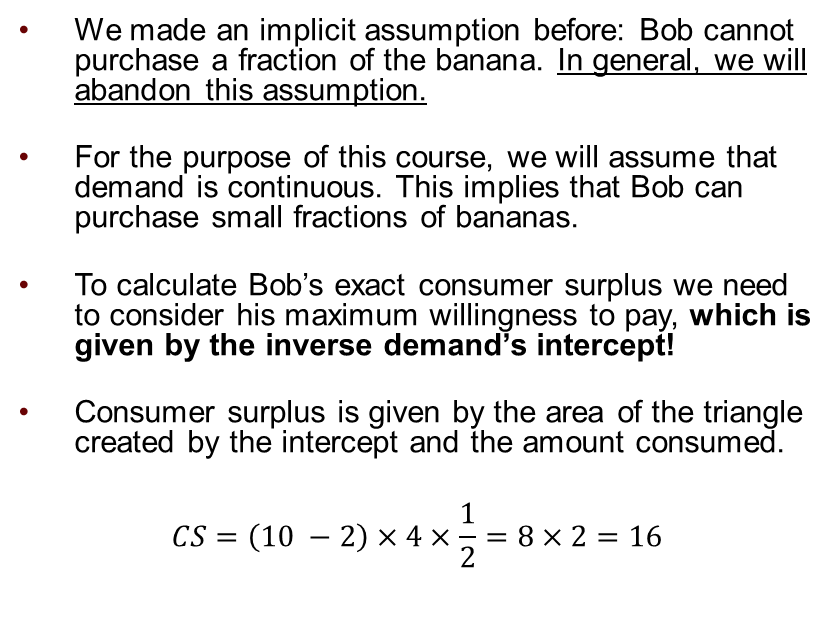 • We made an implicit assumption before: Bob cannot
purchase a fraction of the banana. In general, we will
abandon this assumption.
• For the purpose of this course, we will assume that
demand is continuous. This implies that Bob can
purchase small fractions of bananas.
• To calculate Bob’s exact consumer surplus we need
to consider his maximum willingness to pay, which is
given by the inverse demand’s intercept!
• Consumer surplus is given by the area of the triangle
created by the intercept and the amount consumed.
CS = (10 − 2) × 4 × 1/2 = 8 × 2 = 16